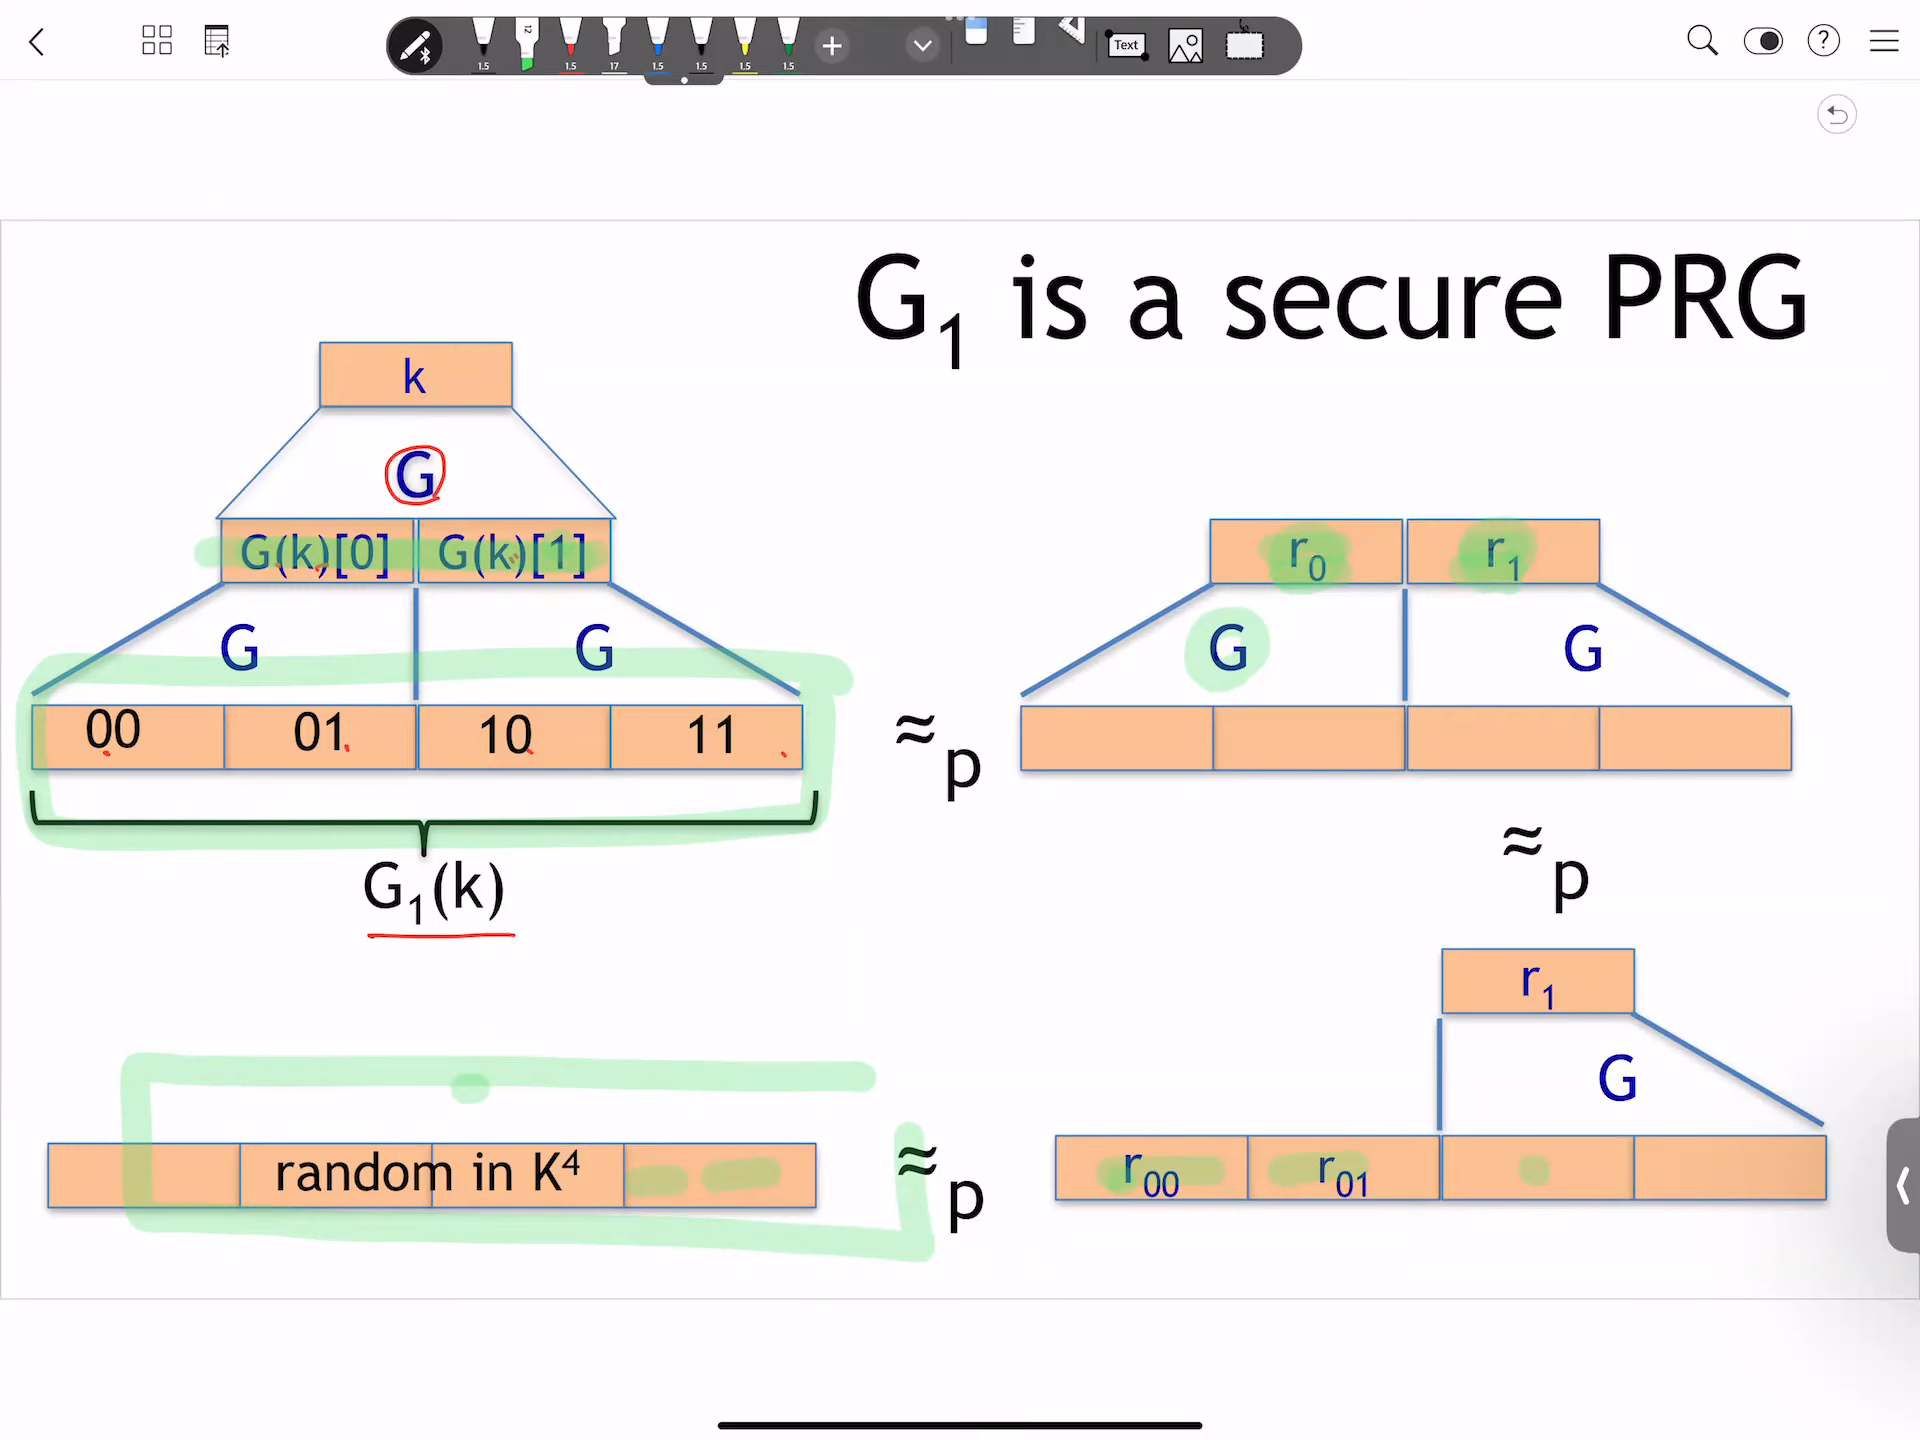 12
1.5 1.5 17 1.5 1.5 1.5 1.5
Text
?
G₁ is a secure PRG
k
G
G(k)[0] G(k)[1]
G G
00 01 10 11
G₁(k)
≈p
r₀ r₁
G G
≈p
r₁
G
r₀₀ r₀₁
≈p
random in K⁴